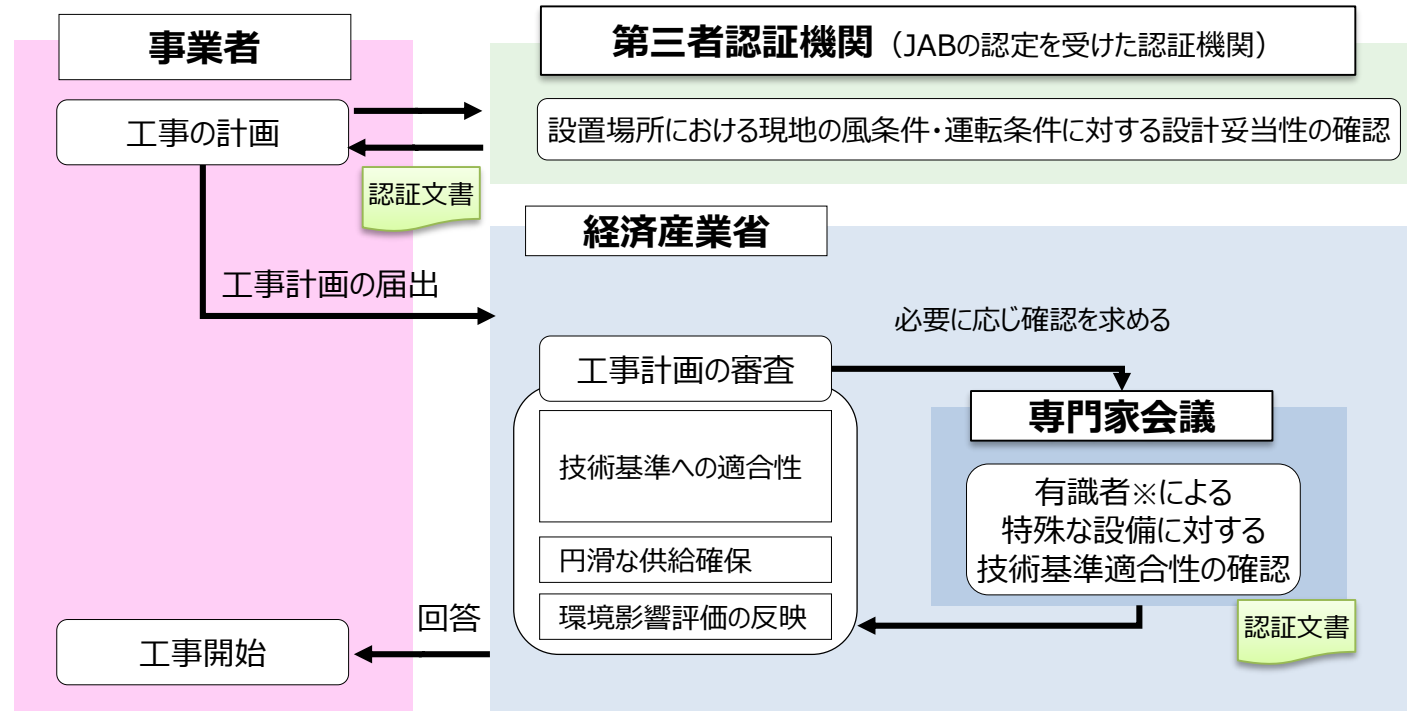 事業者
第三者認証機関（JABの認定を受けた認証機関）
工事の計画
設置場所における現地の風条件・運転条件に対する設計妥当性の確認
認証文書
経済産業省
工事計画の届出
必要に応じ確認を求める
工事計画の審査
専門家会議
技術基準への適合性
有識者※による
特殊な設備に対する
技術基準適合性の確認
円滑な供給確保
環境影響評価の反映
認証文書
回答
工事開始